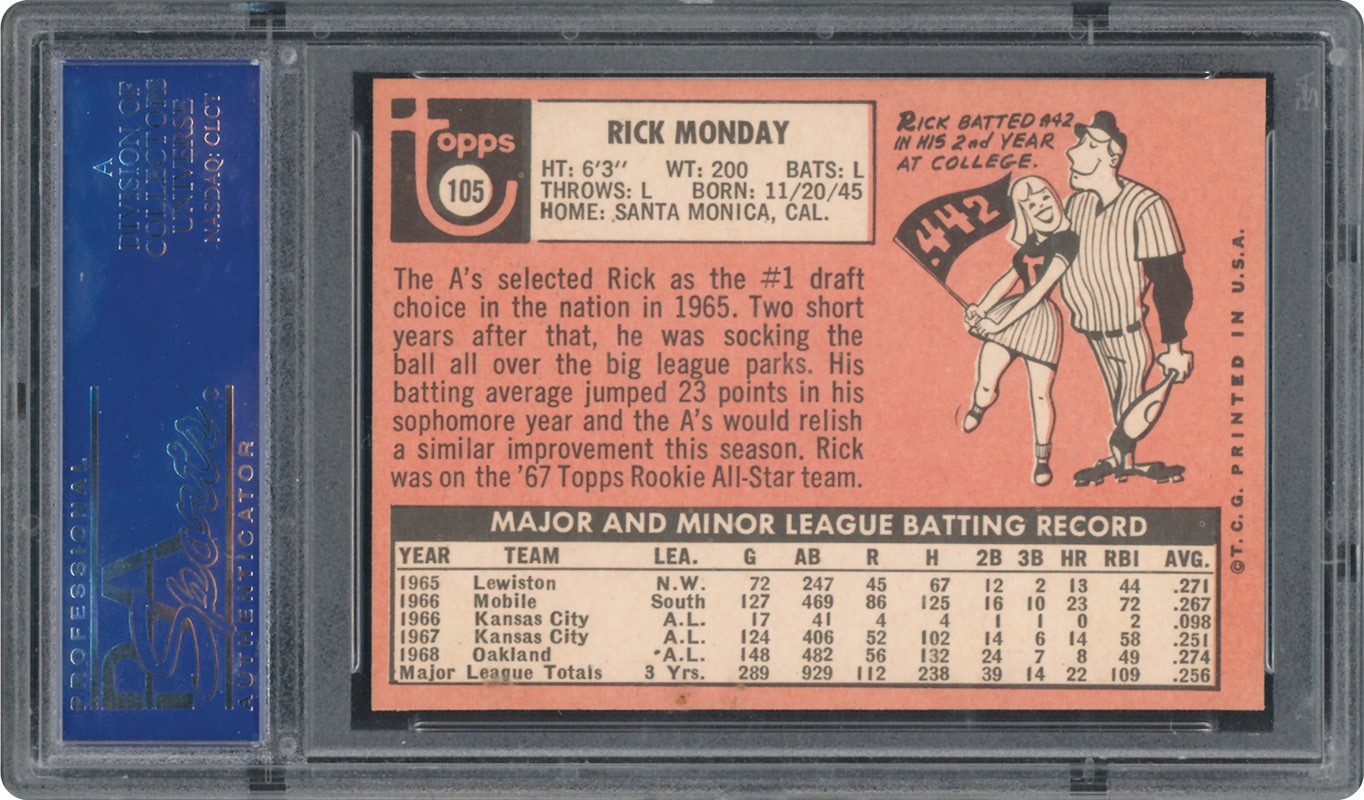 A
DIVISION OF
COLLECTORS
UNIVERSE
NASDAQ: CLCT
PROFESSIONAL
PSA
Sports
AUTHENTICATOR
Topps
105
RICK MONDAY
HT: 6'3" WT: 200 BATS: L
THROWS: L BORN: 11/20/45
HOME: SANTA MONICA, CAL.
RICK BATTED .442
IN HIS 2nd YEAR
AT COLLEGE.
.442
T
The A's selected Rick as the #1 draft
choice in the nation in 1965. Two short
years after that, he was socking the
ball all over the big league parks. His
batting average jumped 23 points in his
sophomore year and the A's would relish
a similar improvement this season. Rick
was on the '67 Topps Rookie All-Star team.
MAJOR AND MINOR LEAGUE BATTING RECORD
YEAR TEAM LEA. G AB R H 2B 3B HR RBI AVG.
1965 Lewiston N.W. 72 247 45 67 12 2 13 44 .271
1966 Mobile South 127 469 86 125 16 10 23 72 .267
1966 Kansas City A.L. 17 41 4 4 1 1 0 2 .098
1967 Kansas City A.L. 124 406 52 102 14 6 14 58 .251
1968 Oakland A.L. 148 482 56 132 24 7 8 49 .274
Major League Totals 3 Yrs. 289 929 112 238 39 14 22 109 .256
©T.C.G. PRINTED IN U.S.A.